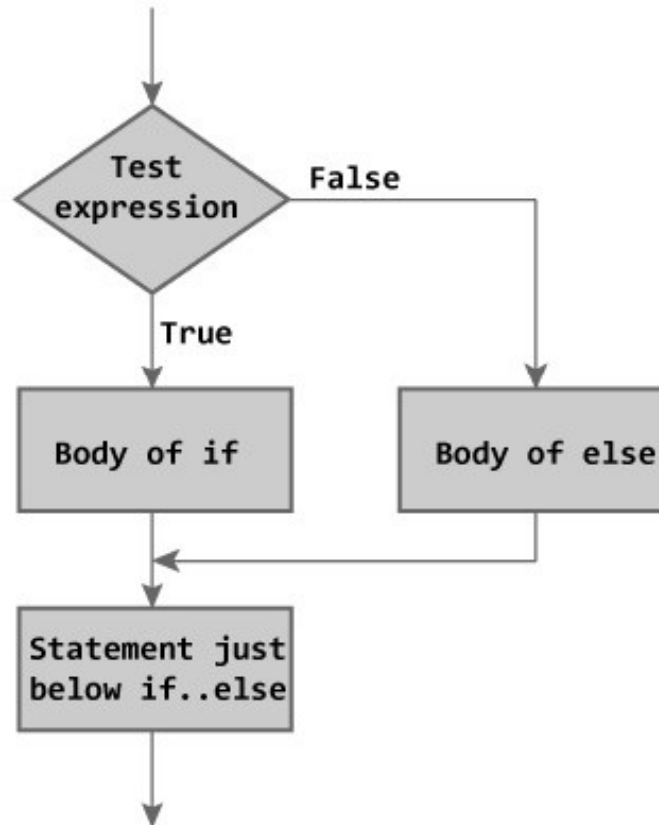 Test
expression
False
True
Body of if
Body of else
Statement just
below if..else